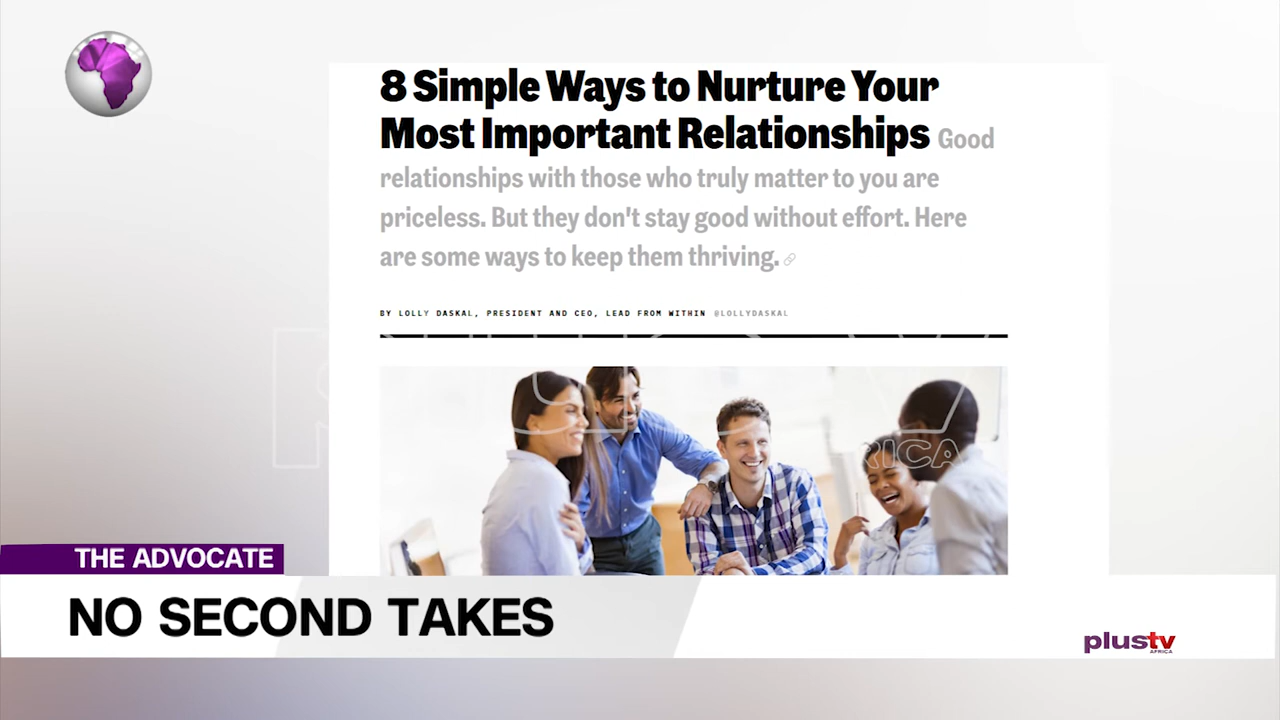 8 Simple Ways to Nurture Your
Most Important Relationships Good
relationships with those who truly matter to you are
priceless. But they don't stay good without effort. Here
are some ways to keep them thriving.
BY LOLLY DASKAL, PRESIDENT AND CEO, LEAD FROM WITHIN @LOLLYDASKAL
RICA
THE ADVOCATE
NO SECOND TAKES
plustv
AFRICA